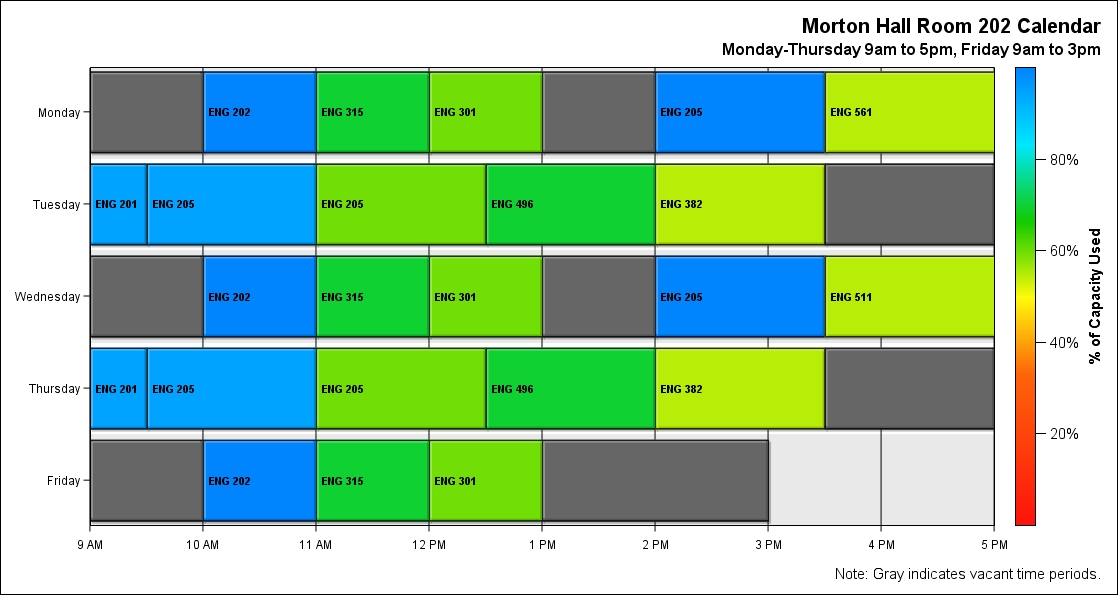 Morton Hall Room 202 Calendar
Monday-Thursday 9am to 5pm, Friday 9am to 3pm
Monday
ENG 202 ENG 315 ENG 301 ENG 205 ENG 561
Tuesday
ENG 201 ENG 205 ENG 205 ENG 496 ENG 382
Wednesday
ENG 202 ENG 315 ENG 301 ENG 205 ENG 511
Thursday
ENG 201 ENG 205 ENG 205 ENG 496 ENG 382
Friday
ENG 202 ENG 315 ENG 301
9 AM 10 AM 11 AM 12 PM 1 PM 2 PM 3 PM 4 PM 5 PM
80%
60%
40%
20%
% of Capacity Used
Note: Gray indicates vacant time periods.